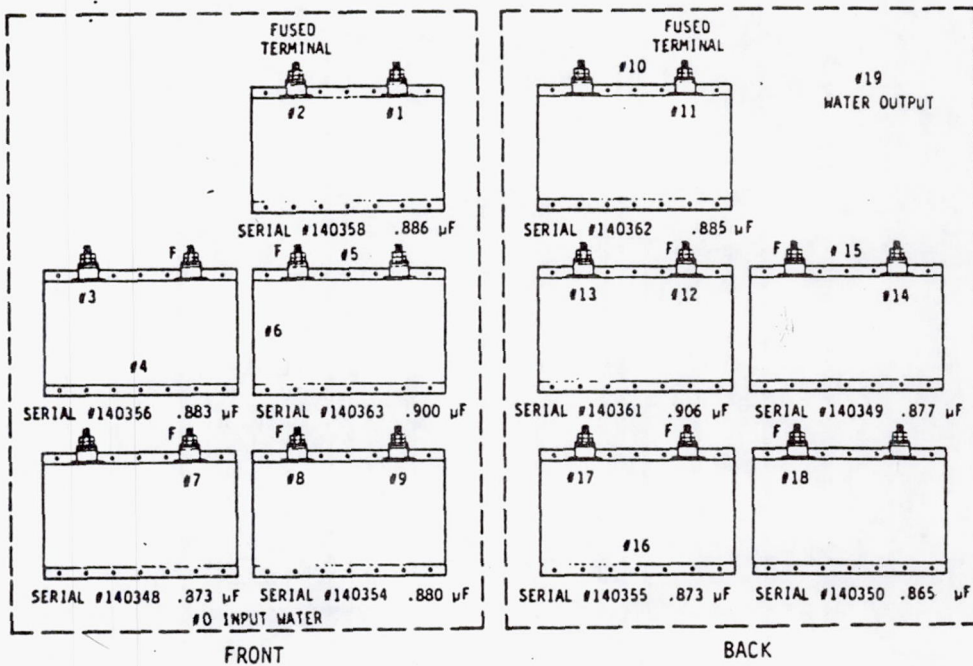 FUSED
TERMINAL
#2 #1
SERIAL #140358 .886 µF
F F #5
#3
#6
#4
SERIAL #140356 .883 µF SERIAL #140363 .900 µF
F F
#7 #8 #9
SERIAL #140348 .873 µF SERIAL #140354 .880 µF
#0 INPUT WATER
FRONT
FUSED
TERMINAL
#10
#19
WATER OUTPUT
#11
SERIAL #140362 .885 µF
F F #15
#13 #12 #14
SERIAL #140361 .906 µF SERIAL #140349 .877 µF
F F
#17 #18
#16
SERIAL #140355 .873 µF SERIAL #140350 .865 µF
BACK